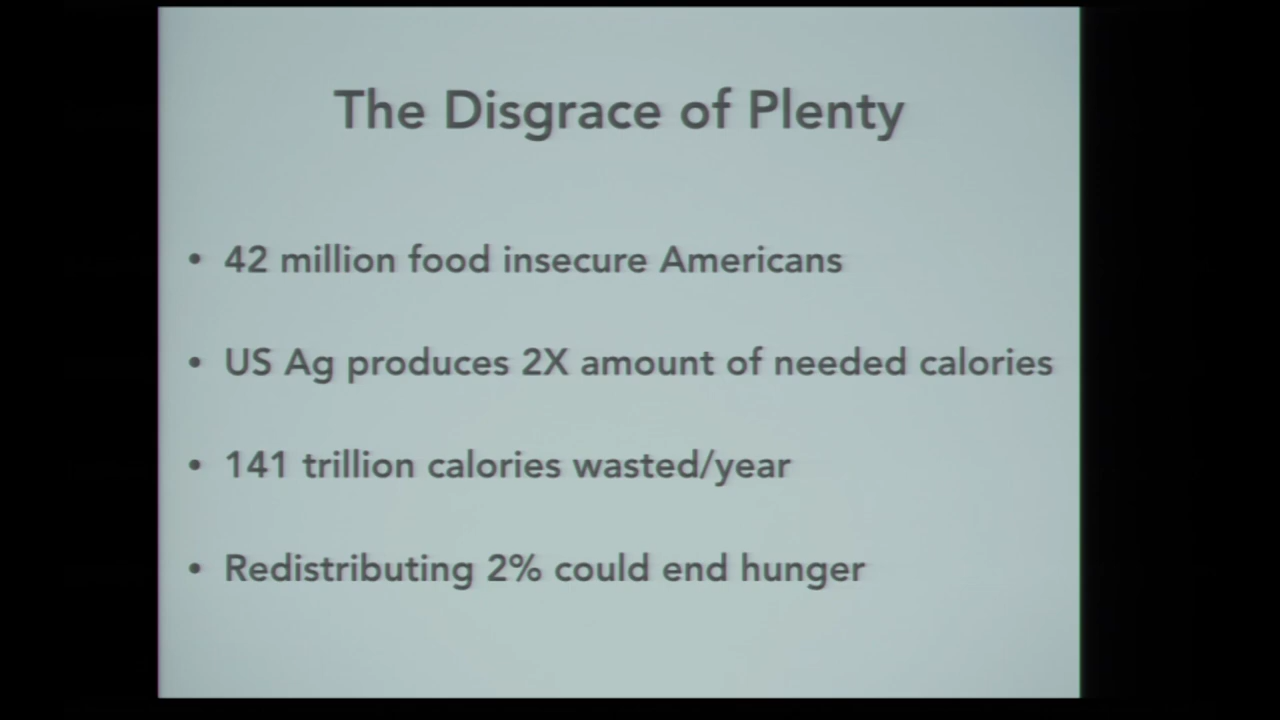 The Disgrace of Plenty
• 42 million food insecure Americans
• US Ag produces 2X amount of needed calories
• 141 trillion calories wasted/year
• Redistributing 2% could end hunger